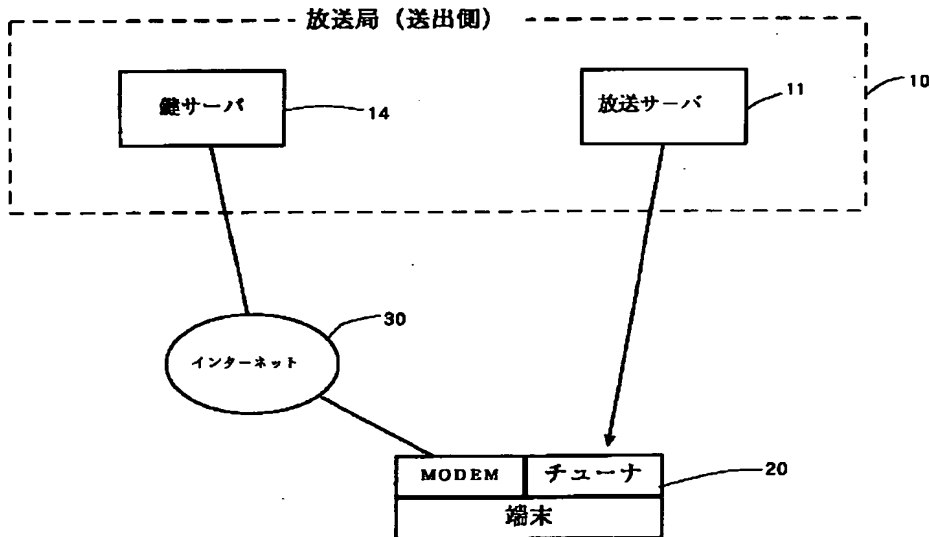 放送局（送出側）
10
鍵サーバ
14
放送サーバ
11
インターネット
30
MODEM
チューナ
20
端末